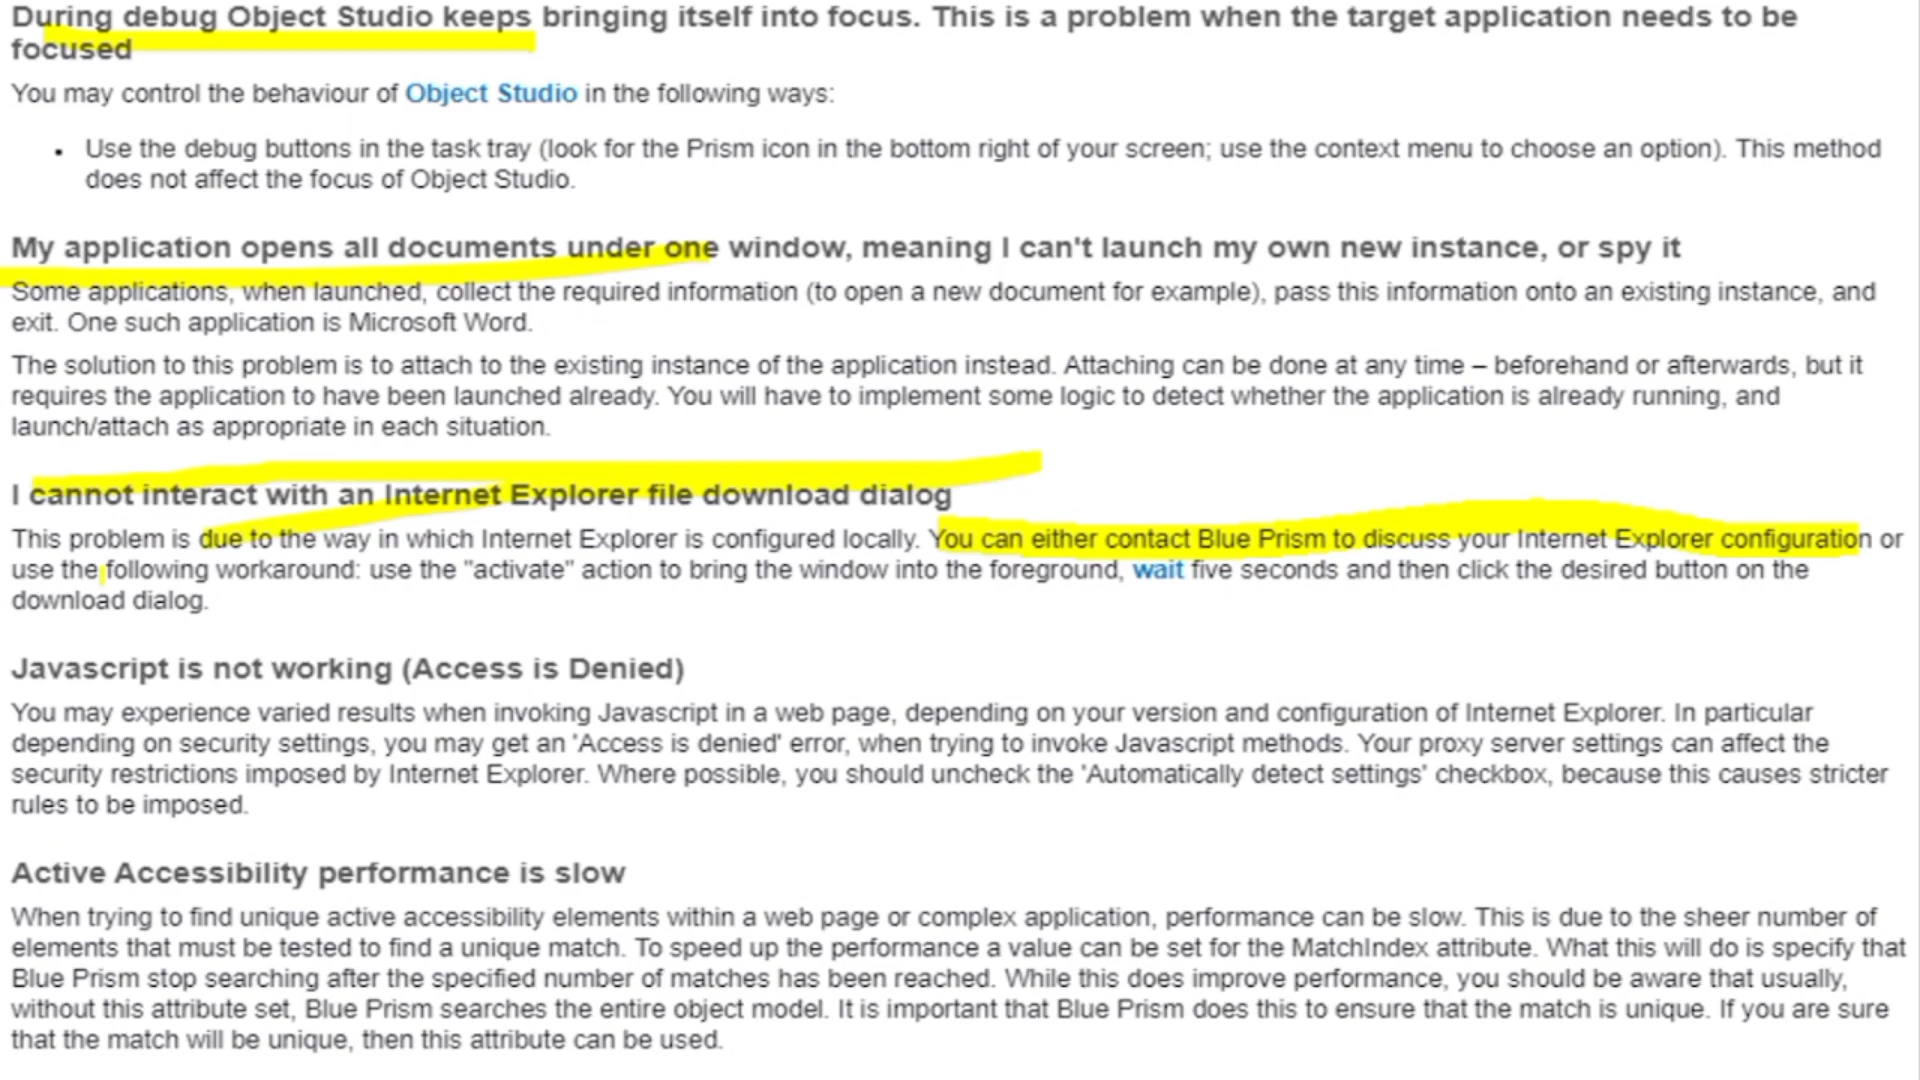 During debug Object Studio keeps bringing itself into focus. This is a problem when the target application needs to be
focused
You may control the behaviour of Object Studio in the following ways:
• Use the debug buttons in the task tray (look for the Prism icon in the bottom right of your screen; use the context menu to choose an option). This method
does not affect the focus of Object Studio.
My application opens all documents under one window, meaning I can't launch my own new instance, or spy it
Some applications, when launched, collect the required information (to open a new document for example), pass this information onto an existing instance, and
exit. One such application is Microsoft Word.
The solution to this problem is to attach to the existing instance of the application instead. Attaching can be done at any time – beforehand or afterwards, but it
requires the application to have been launched already. You will have to implement some logic to detect whether the application is already running, and
launch/attach as appropriate in each situation.
I cannot interact with an Internet Explorer file download dialog
This problem is due to the way in which Internet Explorer is configured locally. You can either contact Blue Prism to discuss your Internet Explorer configuration or
use the following workaround: use the "activate" action to bring the window into the foreground, wait five seconds and then click the desired button on the
download dialog.
Javascript is not working (Access is Denied)
You may experience varied results when invoking Javascript in a web page, depending on your version and configuration of Internet Explorer. In particular
depending on security settings, you may get an 'Access is denied' error, when trying to invoke Javascript methods. Your proxy server settings can affect the
security restrictions imposed by Internet Explorer. Where possible, you should uncheck the 'Automatically detect settings' checkbox, because this causes stricter
rules to be imposed.
Active Accessibility performance is slow
When trying to find unique active accessibility elements within a web page or complex application, performance can be slow. This is due to the sheer number of
elements that must be tested to find a unique match. To speed up the performance a value can be set for the MatchIndex attribute. What this will do is specify that
Blue Prism stop searching after the specified number of matches has been reached. While this does improve performance, you should be aware that usually,
without this attribute set, Blue Prism searches the entire object model. It is important that Blue Prism does this to ensure that the match is unique. If you are sure
that the match will be unique, then this attribute can be used.